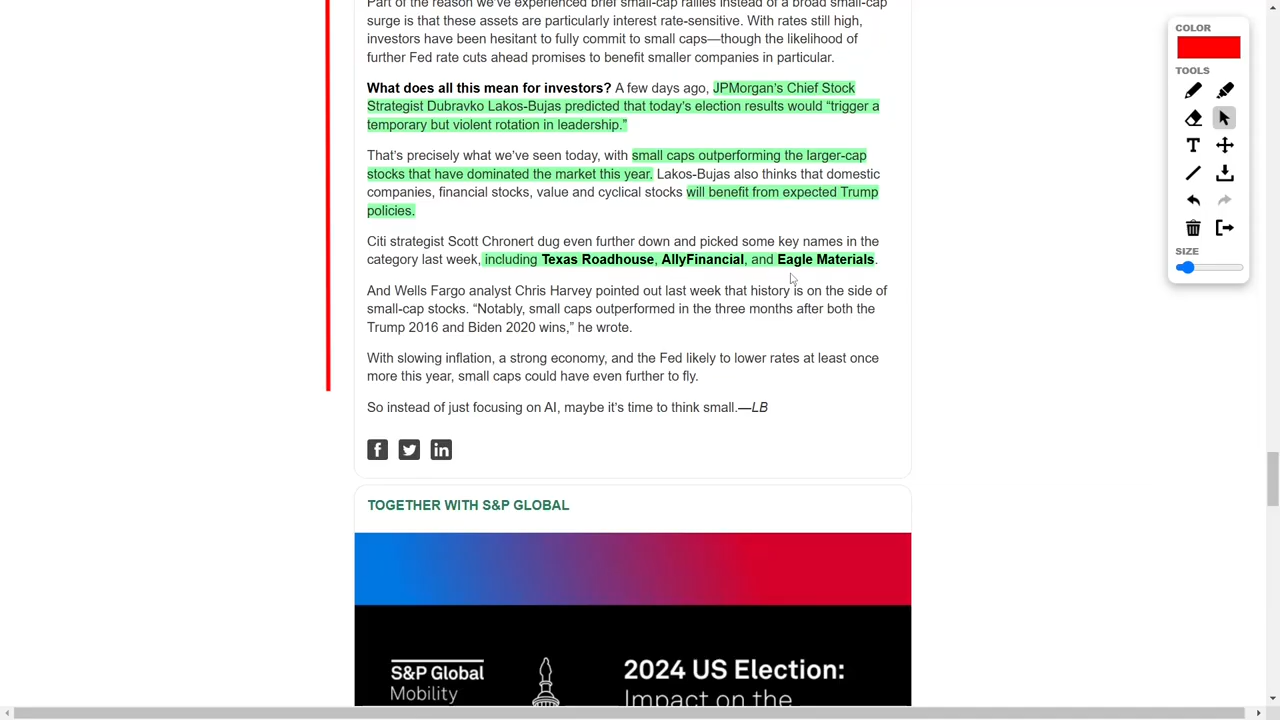 Part of the reason we've experienced brief small-cap rallies instead of a broad small-cap
surge is that these assets are particularly interest rate-sensitive. With rates still high,
investors have been hesitant to fully commit to small caps—though the likelihood of
further Fed rate cuts ahead promises to benefit smaller companies in particular.
What does all this mean for investors? A few days ago, JPMorgan's Chief Stock
Strategist Dubravko Lakos-Bujas predicted that today's election results would “trigger a
temporary but violent rotation in leadership.”
That's precisely what we've seen today, with small caps outperforming the larger-cap
stocks that have dominated the market this year. Lakos-Bujas also thinks that domestic
companies, financial stocks, value and cyclical stocks will benefit from expected Trump
policies.
Citi strategist Scott Chronert dug even further down and picked some key names in the
category last week, including Texas Roadhouse, AllyFinancial, and Eagle Materials.
And Wells Fargo analyst Chris Harvey pointed out last week that history is on the side of
small-cap stocks. “Notably, small caps outperformed in the three months after both the
Trump 2016 and Biden 2020 wins,” he wrote.
With slowing inflation, a strong economy, and the Fed likely to lower rates at least once
more this year, small caps could have even further to fly.
So instead of just focusing on AI, maybe it's time to think small.—LB
TOGETHER WITH S&P GLOBAL
S&P Global
Mobility
2024 US Election:
Impact on the
COLOR
TOOLS
SIZE